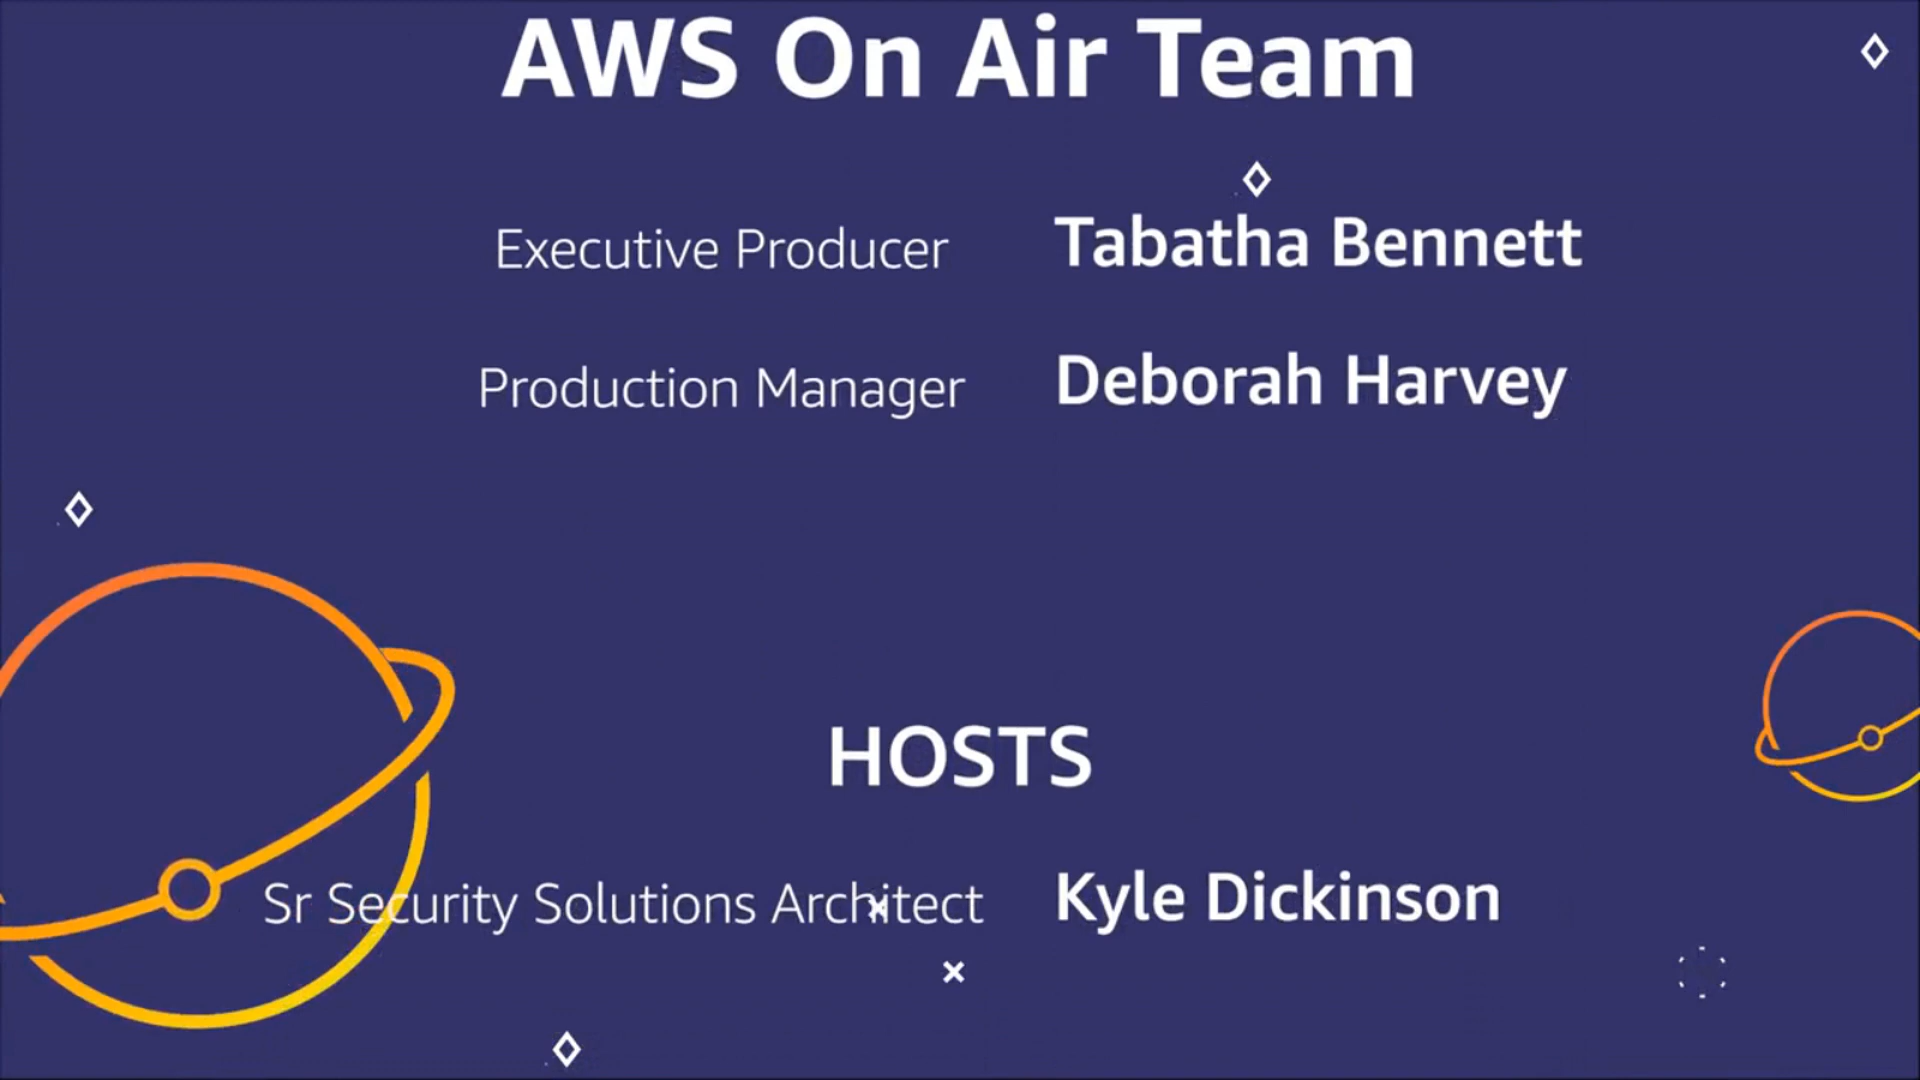 AWS On Air Team
Executive Producer Tabatha Bennett
Production Manager Deborah Harvey
HOSTS
Sr Security Solutions Architect Kyle Dickinson